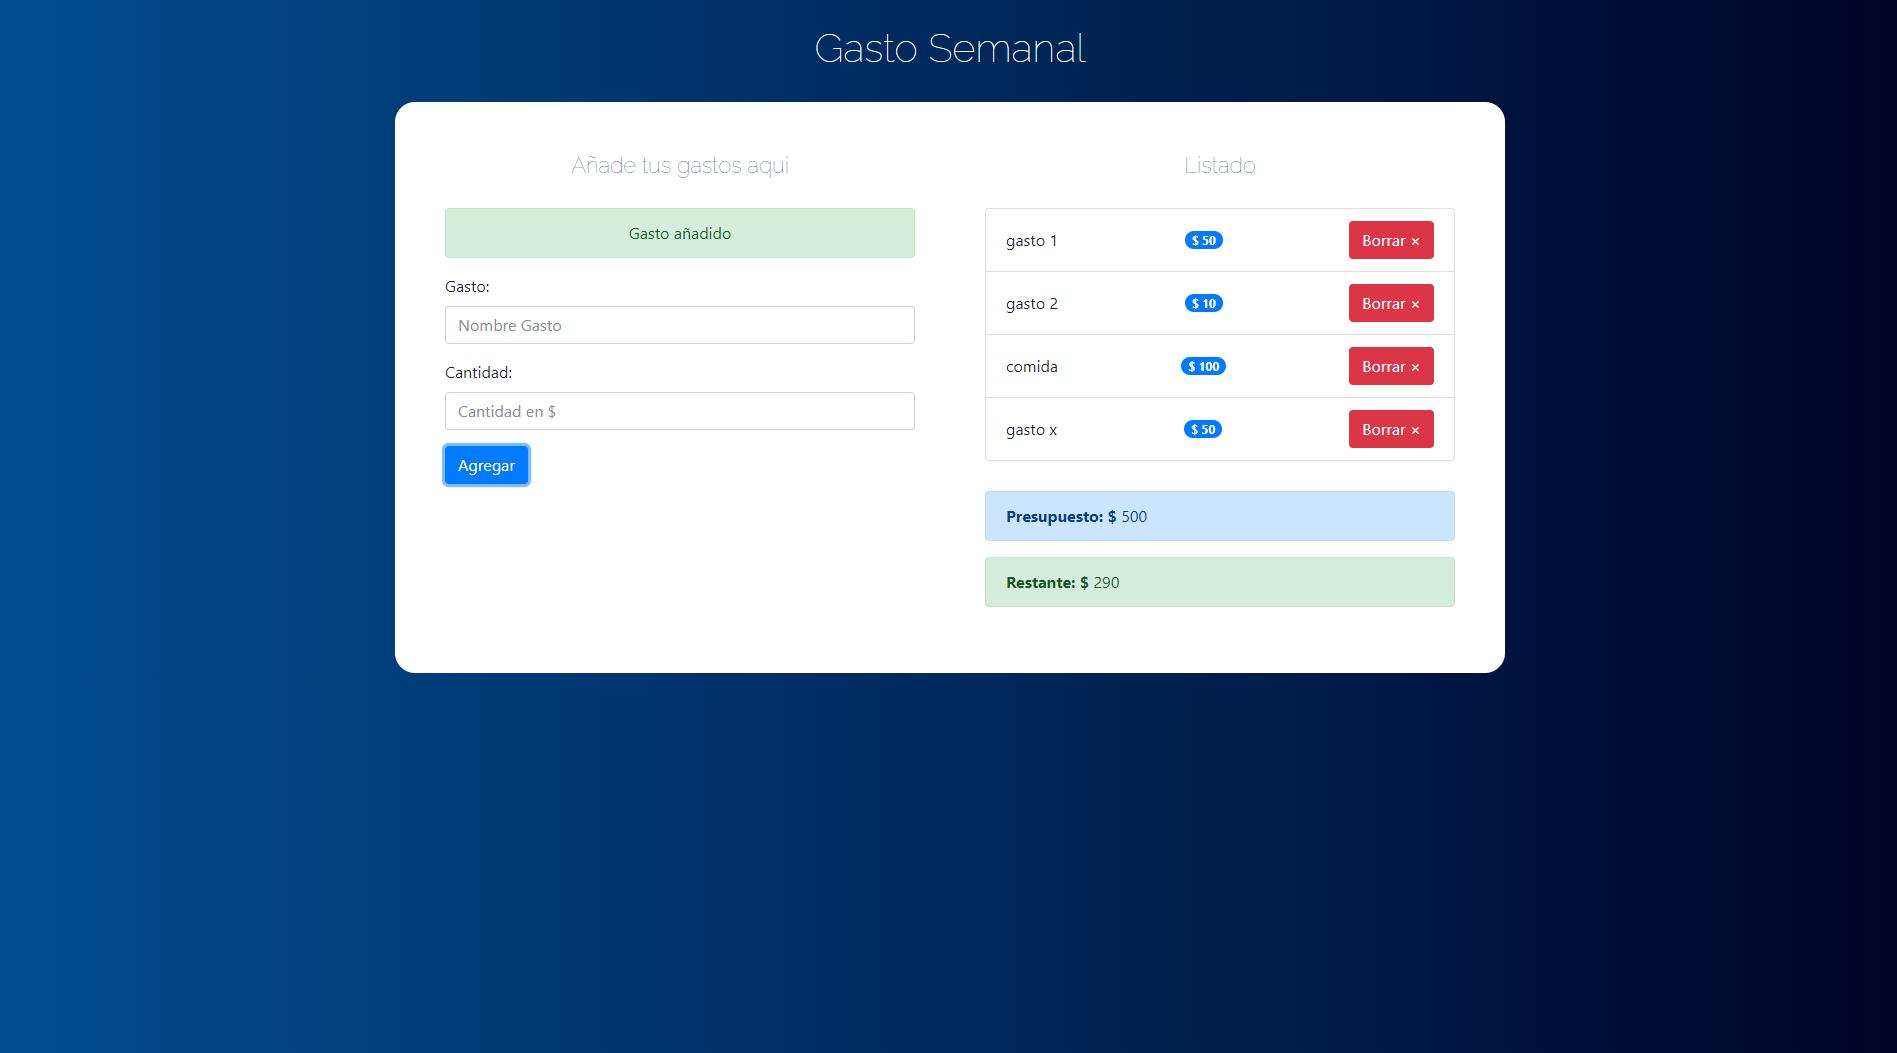 Gasto Semanal
Añade tus gastos aqui
Gasto añadido
Gasto:
Nombre Gasto
Cantidad:
Cantidad en $
Agregar
Listado
gasto 1 $ 50 Borrar ×
gasto 2 $ 10 Borrar ×
comida $ 100 Borrar ×
gasto x $ 50 Borrar ×
Presupuesto: $ 500
Restante: $ 290